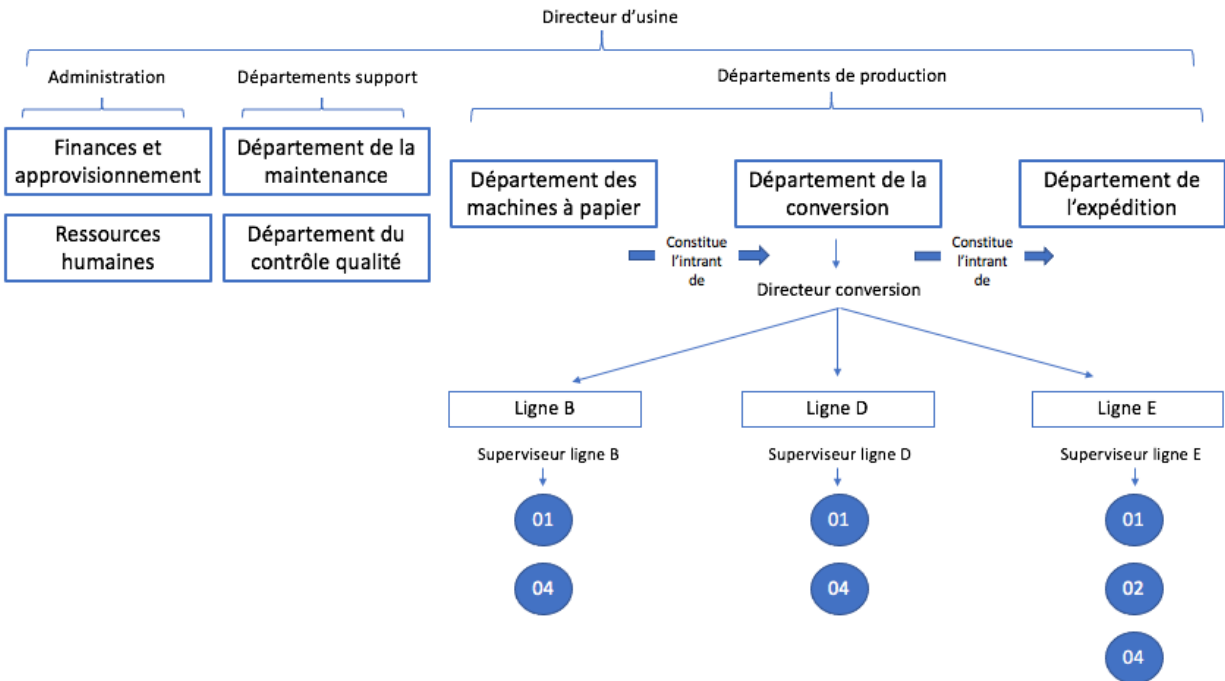 Directeur d'usine
Administration
Départements support
Départements de production
Finances et
approvisionnement
Département de la
maintenance
Département des
machines à papier
Département de la
conversion
Département de
l'expédition
Ressources
humaines
Département du
contrôle qualité
Constitue
l'intrant
de
Constitue
l'intrant
de
Directeur conversion
Ligne B
Ligne D
Ligne E
Superviseur ligne B
Superviseur ligne D
Superviseur ligne E
01
01
01
04
04
02
04